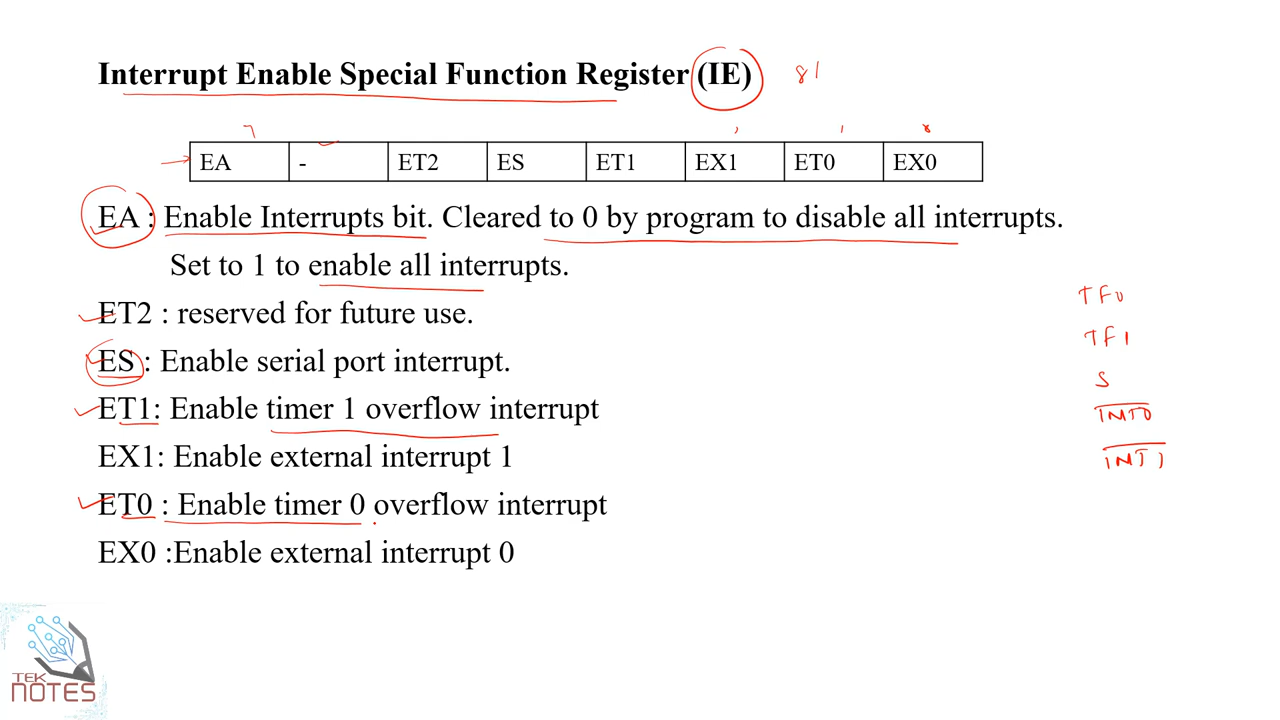 Interrupt Enable Special Function Register (IE) 8/
7
EA - ET2 ES ET1 EX1 ET0 EX0
EA : Enable Interrupts bit. Cleared to 0 by program to disable all interrupts.
Set to 1 to enable all interrupts.
TF0
ET2 : reserved for future use.
TF1
ES : Enable serial port interrupt.
S
ET1: Enable timer 1 overflow interrupt
INT0
EX1: Enable external interrupt 1
INT1
ET0 : Enable timer 0 overflow interrupt
EX0 :Enable external interrupt 0
TEK
NOTES